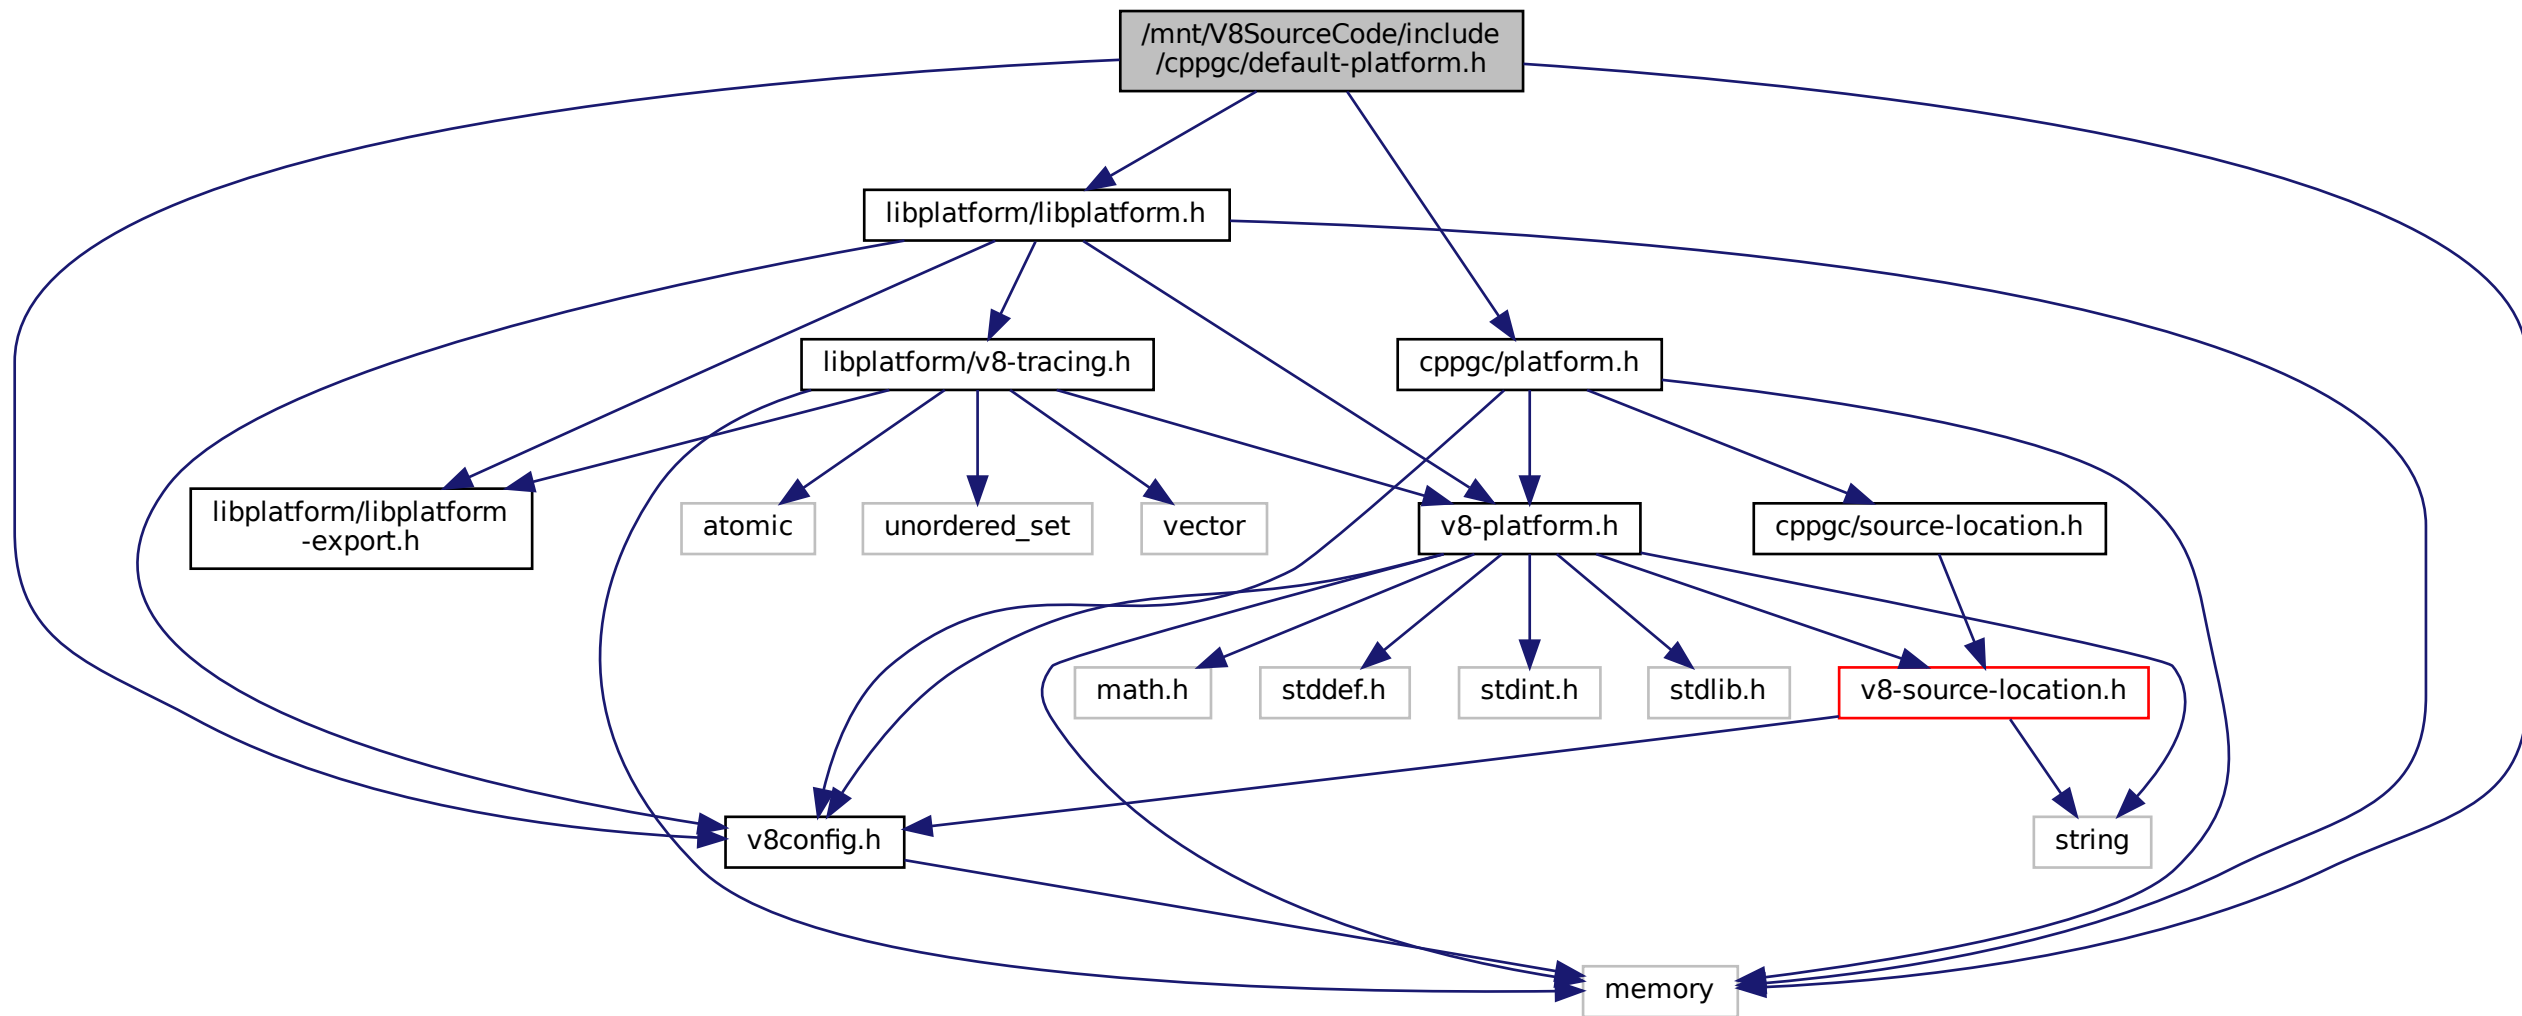 /mnt/V8SourceCode/include
/cppgc/default-platform.h
libplatform/libplatform.h
libplatform/v8-tracing.h
cppgc/platform.h
libplatform/libplatform
-export.h
atomic
unordered_set
vector
v8-platform.h
cppgc/source-location.h
math.h
stddef.h
stdint.h
stdlib.h
v8-source-location.h
v8config.h
string
memory